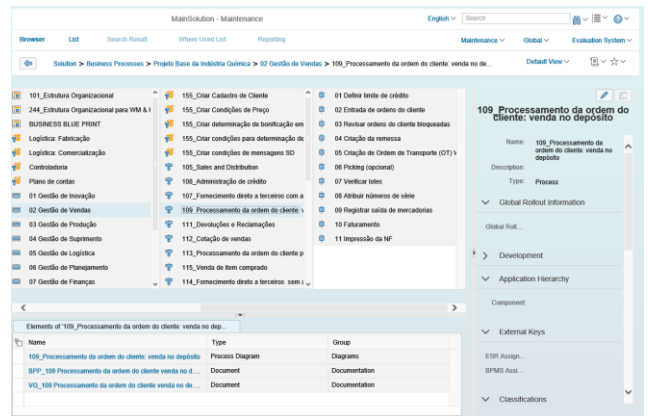 MainSolution - Maintenance
English
Search
Browser
List
Search Result
Where Used List
Reporting
Maintenance
Global
Evaluation System
Solution > Business Processes > Projeto Base da Indústria Química > 02 Gestão de Vendas > 109_Processamento da ordem do cliente: venda no de...
Default View
101_Estrutura Organizacional
244_Estrutura Organizacional para WM & I
BUSINESS BLUE PRINT
Logística: Fabricação
Logística: Comercialização
Controladoria
Plano de contas
01 Gestão de Inovação
02 Gestão de Vendas
03 Gestão de Produção
04 Gestão de Suprimento
05 Gestão de Logística
06 Gestão de Planejamento
07 Gestão de Finanças
155_Criar Cadastro de Cliente
155_Criar Condições de Preço
155_Criar determinação de bonificação em
155_Criar condições para determinação de
155_Criar condições de mensagens SD
105_Sales and Distribution
108_Administração de crédito
107_Fornecimento direto a terceiros com a
109_Processamento da ordem do cliente: v
111_Devoluções e Reclamações
112_Cotação de vendas
113_Processamento da ordem do cliente p
115_Venda de item comprado
114_Fornecimento direto a terceiros sem a
01 Definir limite de crédito
02 Entrada de ordens do cliente
03 Revisar ordens do cliente bloqueadas
04 Criação da remessa
05 Criação de Ordem de Transporte (OT) V
06 Picking (opcional)
07 Verificar lotes
08 Atribuir números de série
09 Registrar saída de mercadorias
10 Faturamento
11 Impressão da NF
109_Processamento da ordem do
cliente: venda no depósito
Name: 109_Processamento da
ordem do cliente: venda no
depósito
Description:
Type: Process
Global Rollout Information
Global Roll...
Development
Application Hierarchy
Component
External Keys
ESR Assign...
BPMS Assi...
Classifications
Elements of '109_Processamento da ordem do cliente: venda no dep...
Name Type Group
109_Processamento da ordem do cliente: venda no depósito Process Diagram Diagrams
BPP_109 Processamento da ordem do cliente: venda no d... Document Documentation
VG_109 Processamento da ordem do cliente venda no de... Document Documentation